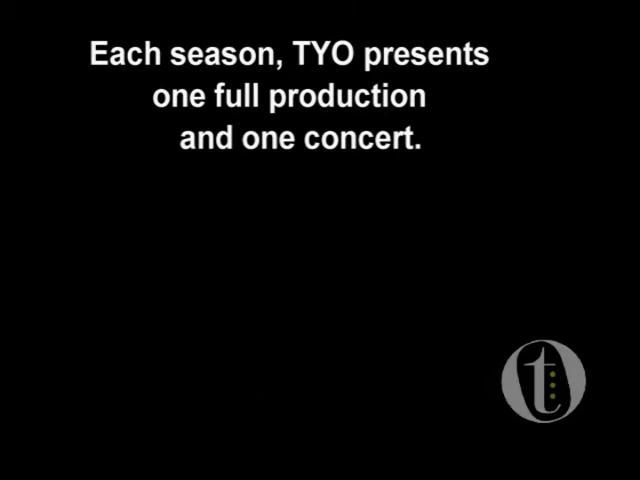 Each season, TYO presents
one full production
and one concert.
t